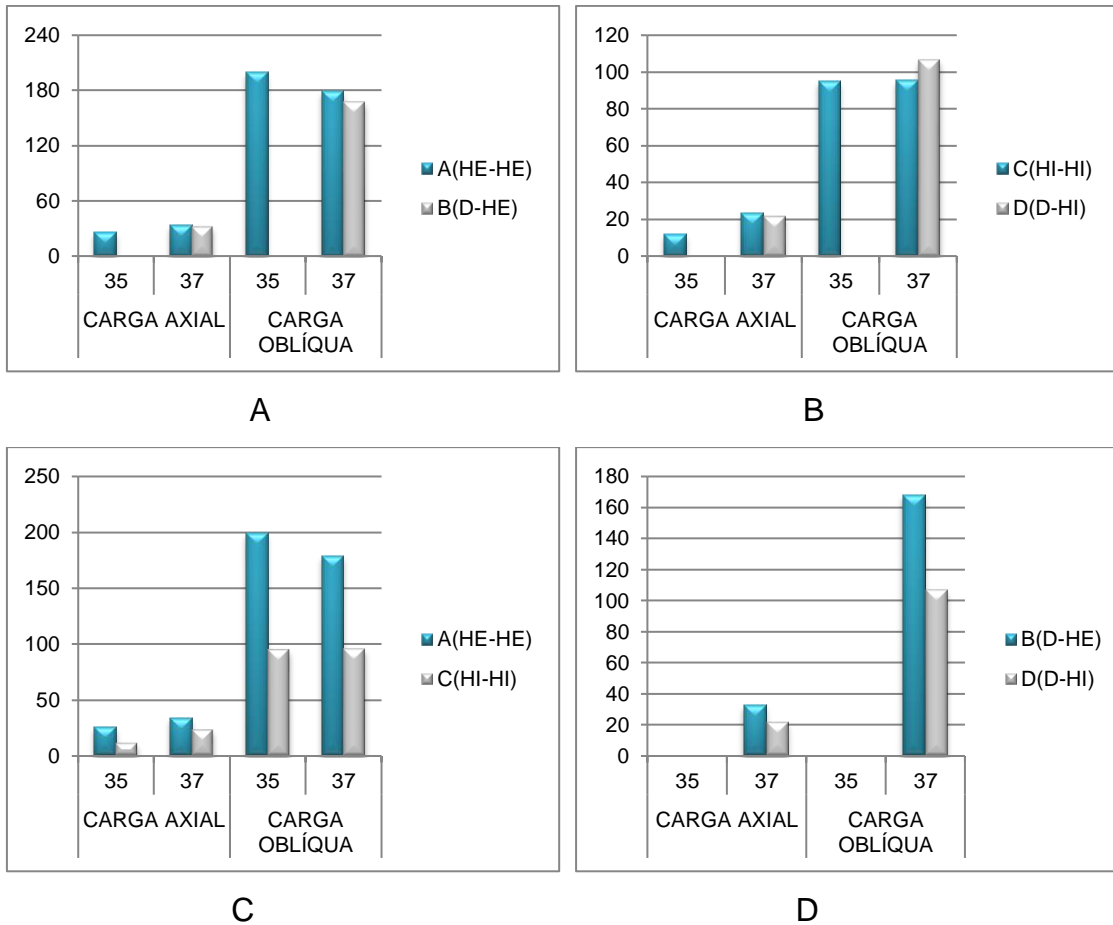 240
180
120
60
0
35 37 35 37
CARGA AXIAL CARGA
OBLÍQUA
A(HE-HE)
B(D-HE)
A
120
100
80
60
40
20
0
35 37 35 37
CARGA AXIAL CARGA
OBLÍQUA
C(HI-HI)
D(D-HI)
B
250
200
150
100
50
0
35 37 35 37
CARGA AXIAL CARGA
OBLÍQUA
A(HE-HE)
C(HI-HI)
C
180
160
140
120
100
80
60
40
20
0
35 37 35 37
CARGA AXIAL CARGA
OBLÍQUA
B(D-HE)
D(D-HI)
D